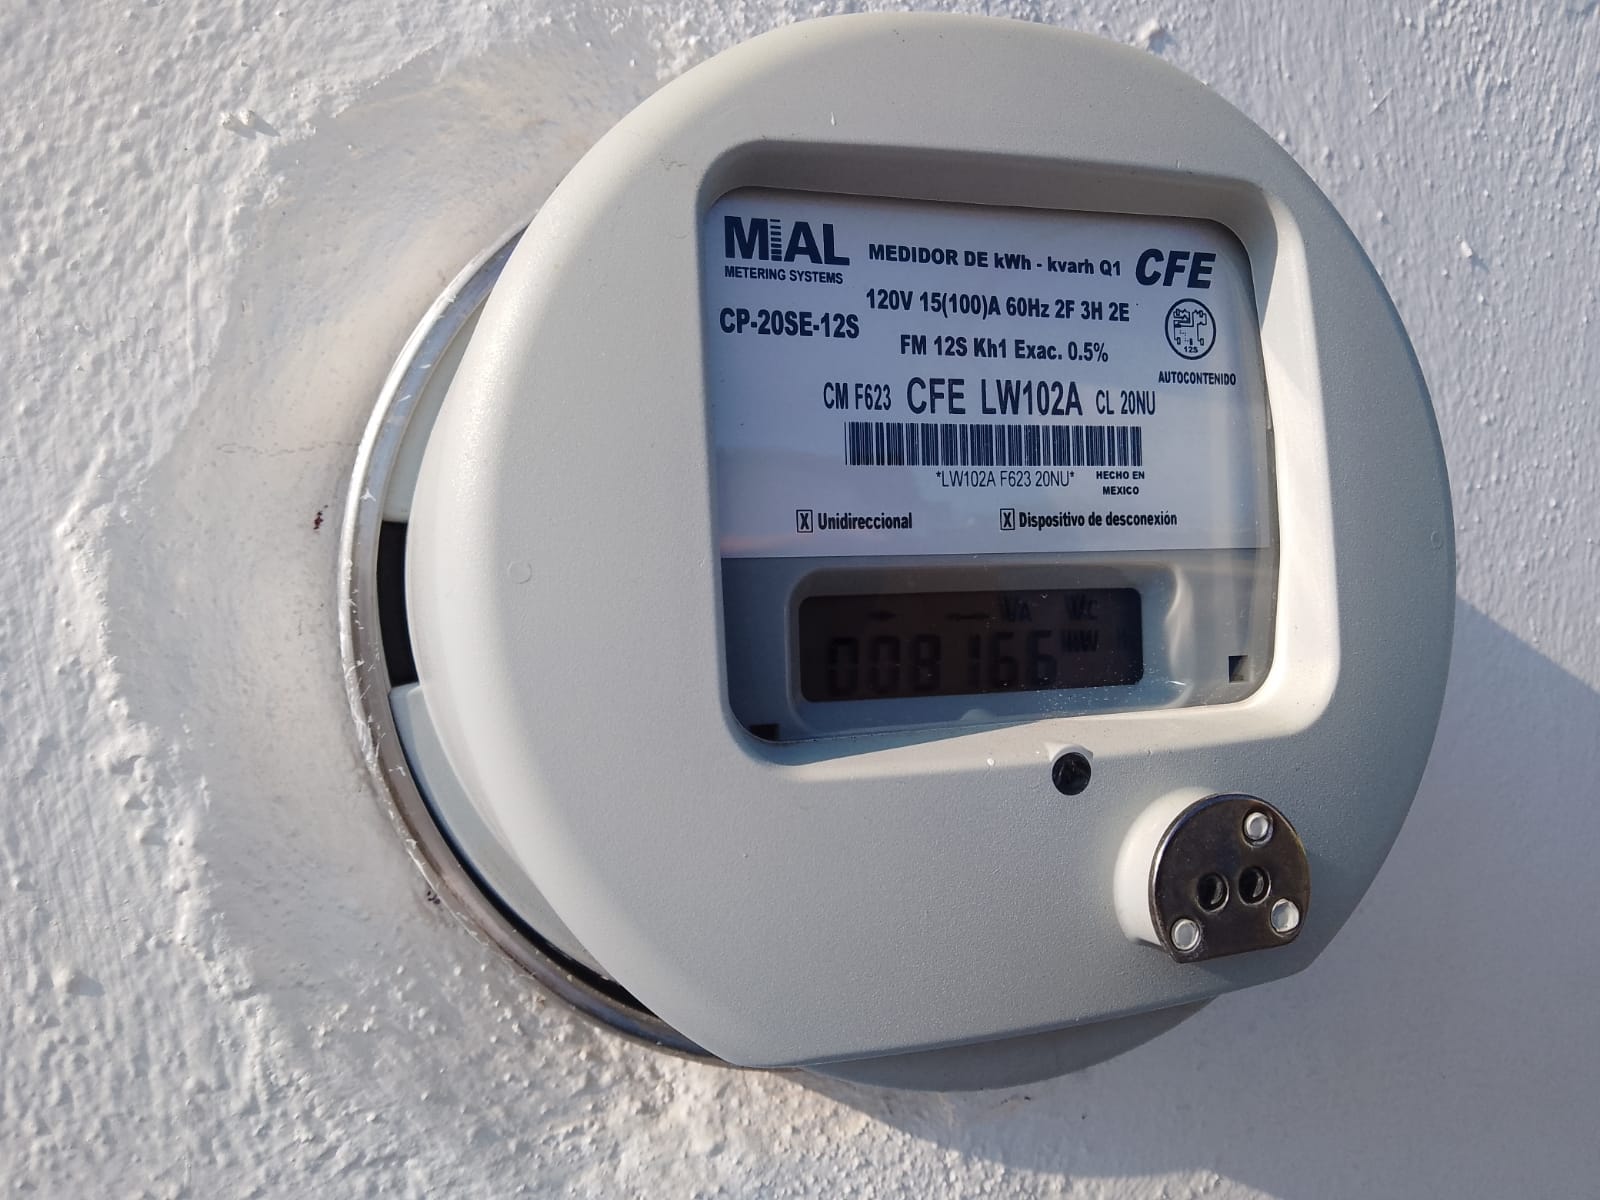 MIAL
METERING SYSTEMS
MEDIDOR DE kWh - kvarh Q1
CFE
120V 15(100)A 60Hz 2F 3H 2E
CP-20SE-12S
FM 12S Kh1 Exac. 0.5%
12S
AUTOCONTENIDO
CM F623 CFE LW102A CL 20NU
*LW102A F623 20NU*
HECHO EN
MEXICO
X Unidireccional
X Dispositivo de desconexión
VA VC
008166